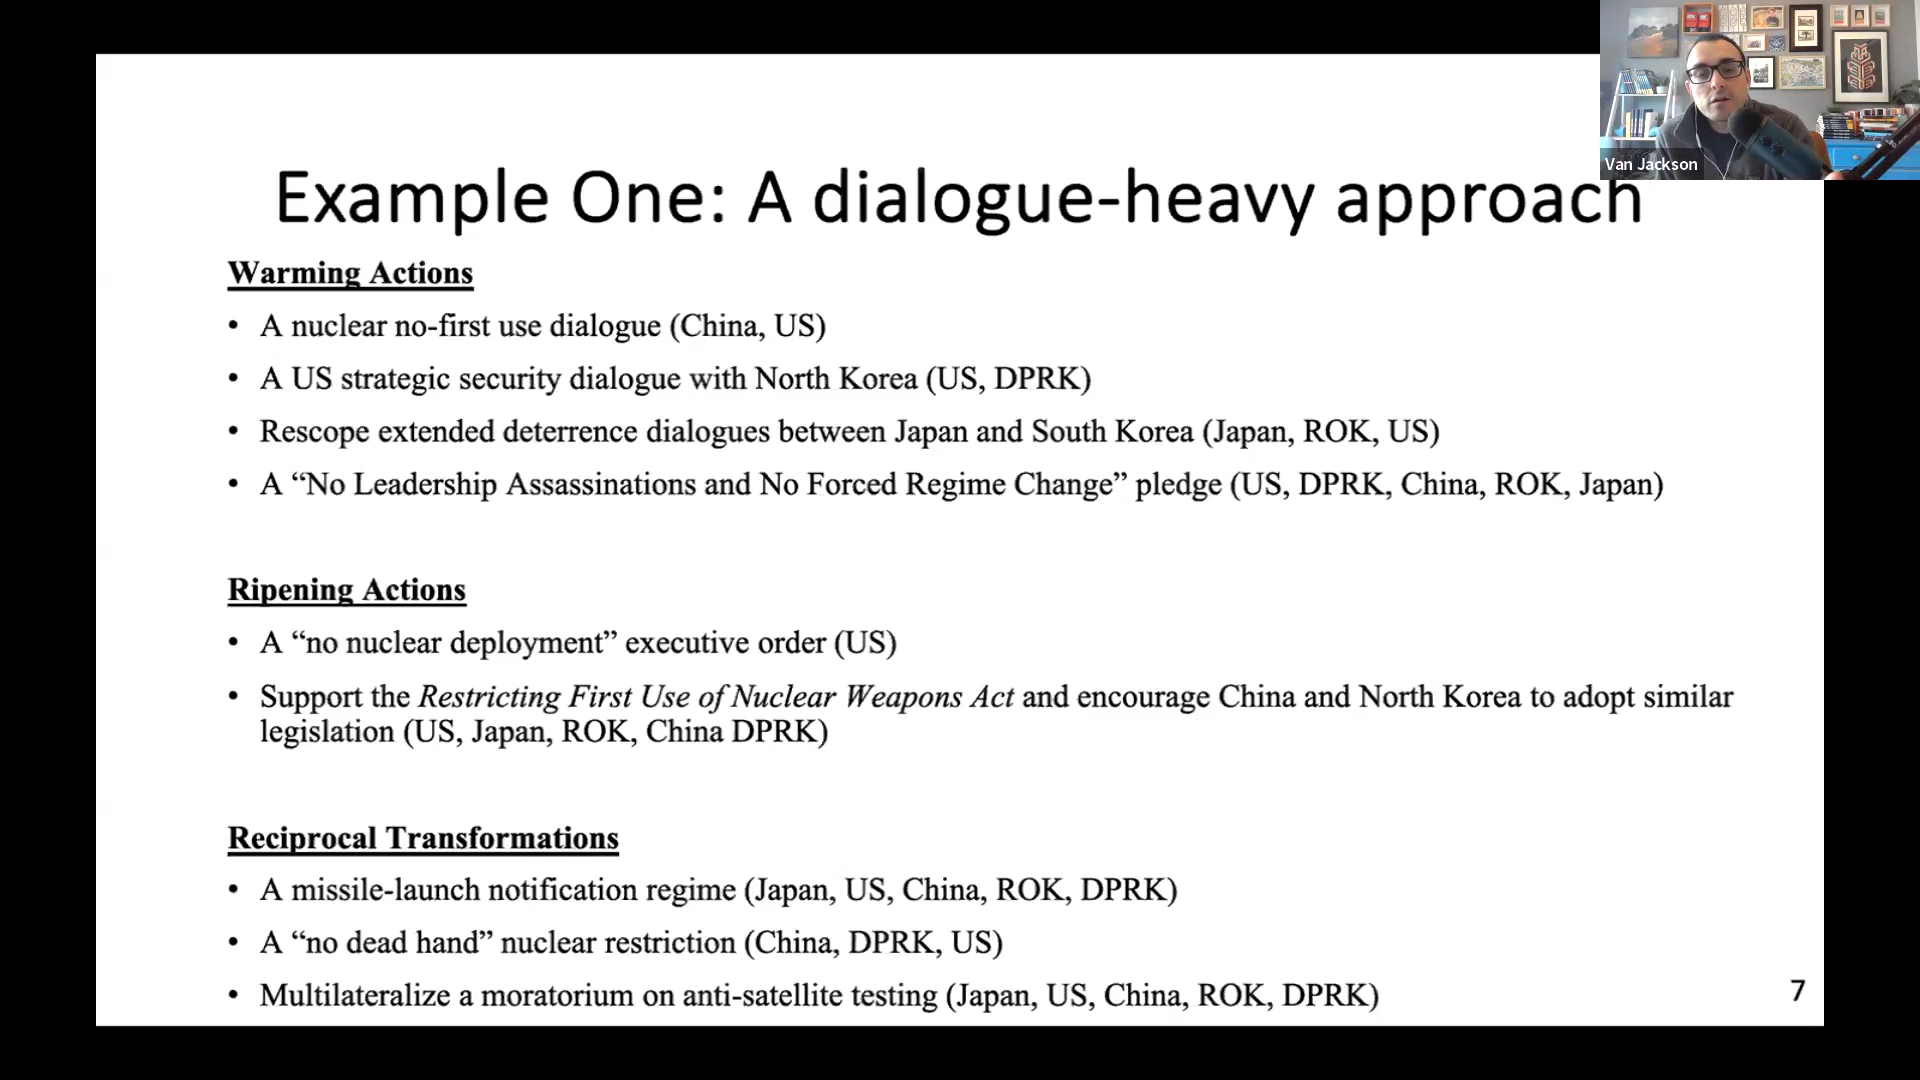 Van Jackson
Example One: A dialogue-heavy approach
Warming Actions
• A nuclear no-first use dialogue (China, US)
• A US strategic security dialogue with North Korea (US, DPRK)
• Rescope extended deterrence dialogues between Japan and South Korea (Japan, ROK, US)
• A “No Leadership Assassinations and No Forced Regime Change” pledge (US, DPRK, China, ROK, Japan)
Ripening Actions
• A “no nuclear deployment” executive order (US)
• Support the Restricting First Use of Nuclear Weapons Act and encourage China and North Korea to adopt similar
legislation (US, Japan, ROK, China DPRK)
Reciprocal Transformations
• A missile-launch notification regime (Japan, US, China, ROK, DPRK)
• A “no dead hand” nuclear restriction (China, DPRK, US)
• Multilateralize a moratorium on anti-satellite testing (Japan, US, China, ROK, DPRK)
7